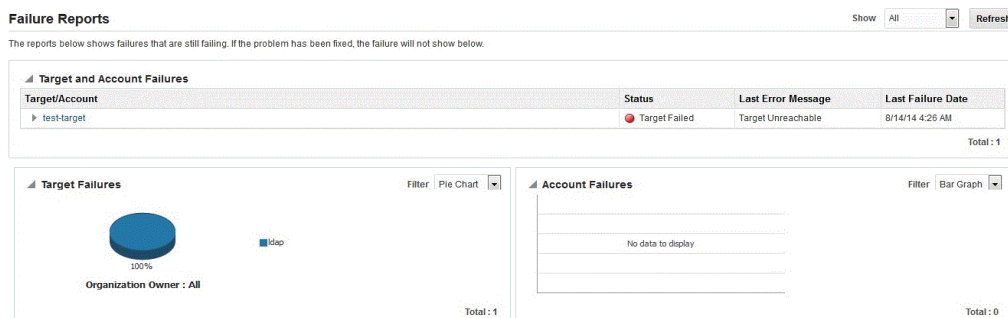 Failure Reports
Show All Refresh
The reports below shows failures that are still failing. If the problem has been fixed, the failure will not show below.
Target and Account Failures
Target/Account Status Last Error Message Last Failure Date
test-target Target Failed Target Unreachable 8/14/14 4:26 AM
Total : 1
Target Failures Filter Pie Chart
ldap
100%
Organization Owner : All
Total : 1
Account Failures Filter Bar Graph
No data to display
Total : 0